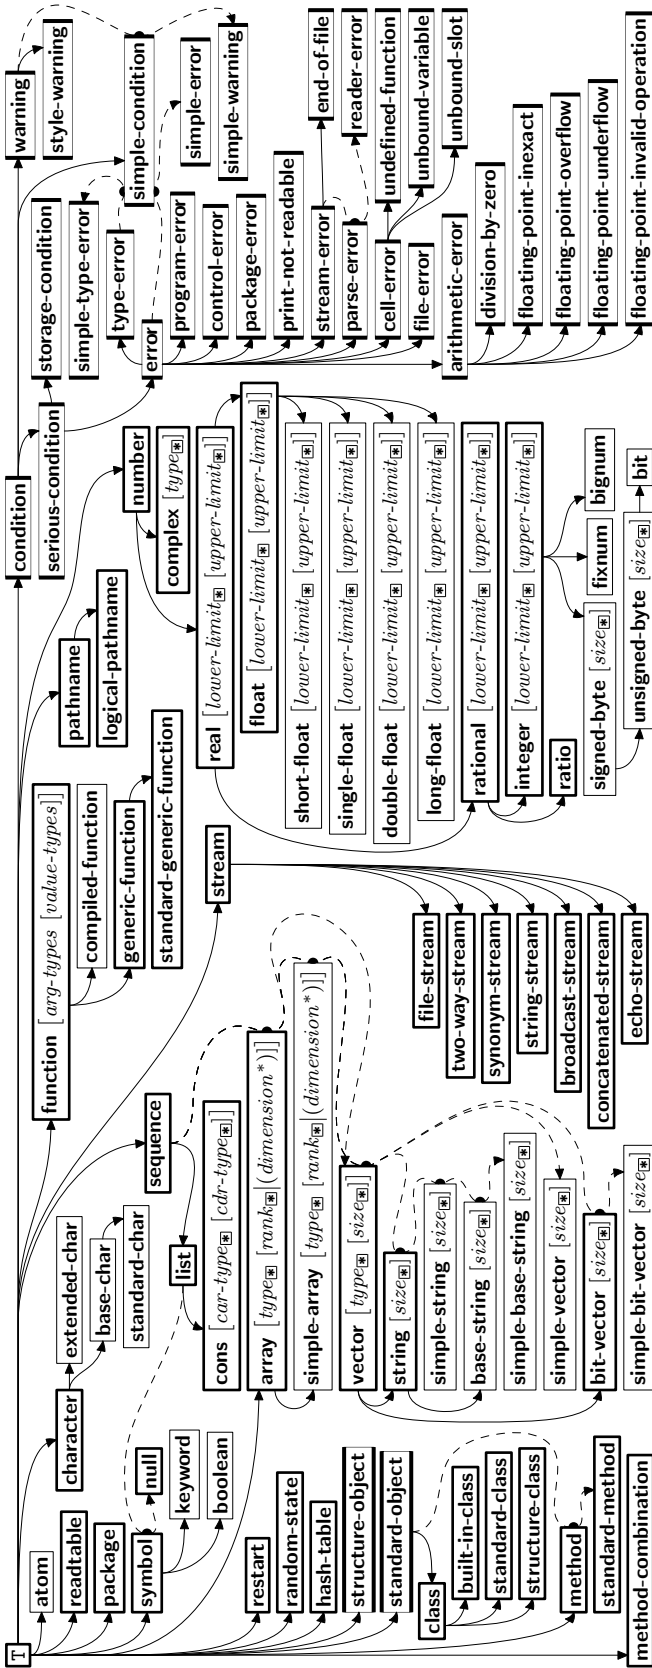 T
atom
readtable
package
symbol
null
keyword
boolean
restart
random-state
hash-table
structure-object
standard-object
class
built-in-class
standard-class
structure-class
method
standard-method
method-combination
character
extended-char
base-char
standard-char
sequence
list
cons [car-type* [cdr-type*]]
array [type* [rank*|(dimension*)]]
simple-array [type* [rank*|(dimension*)]]
vector [type* [size*]]
string [size*]
simple-string [size*]
base-string [size*]
simple-base-string [size*]
simple-vector [size*]
bit-vector [size*]
simple-bit-vector [size*]
function [arg-types [value-types]]
compiled-function
generic-function
standard-generic-function
stream
file-stream
two-way-stream
synonym-stream
string-stream
broadcast-stream
concatenated-stream
echo-stream
pathname
logical-pathname
number
complex [type*]
real [lower-limit* [upper-limit*]]
float [lower-limit* [upper-limit*]]
short-float [lower-limit* [upper-limit*]]
single-float [lower-limit* [upper-limit*]]
double-float [lower-limit* [upper-limit*]]
long-float [lower-limit* [upper-limit*]]
rational [lower-limit* [upper-limit*]]
integer [lower-limit* [upper-limit*]]
ratio
signed-byte [size*]
fixnum
bignum
unsigned-byte [size*]
bit
condition
serious-condition
storage-condition
simple-type-error
type-error
error
program-error
control-error
package-error
print-not-readable
stream-error
parse-error
cell-error
file-error
arithmetic-error
end-of-file
reader-error
undefined-function
unbound-variable
unbound-slot
division-by-zero
floating-point-inexact
floating-point-overflow
floating-point-underflow
floating-point-invalid-operation
warning
style-warning
simple-condition
simple-error
simple-warning